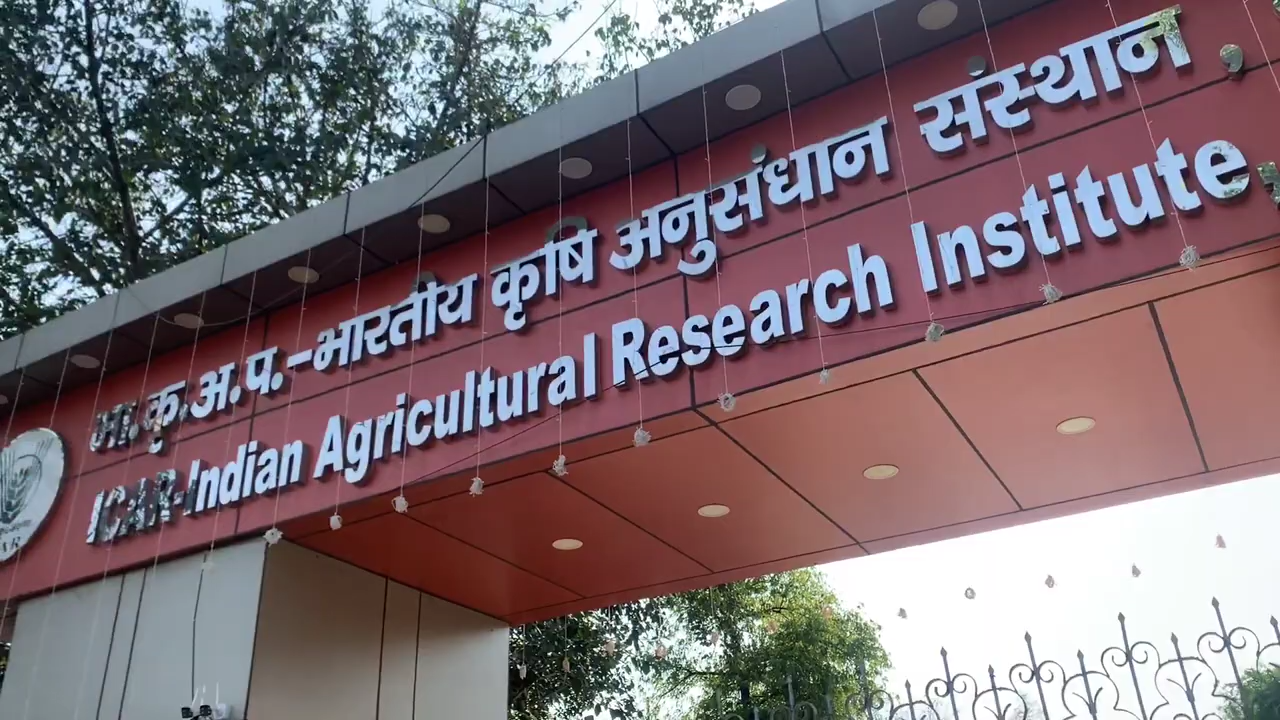 भा.कृ.अ.प.–भारतीय कृषि अनुसंधान संस्थान,
ICAR-Indian Agricultural Research Institute,